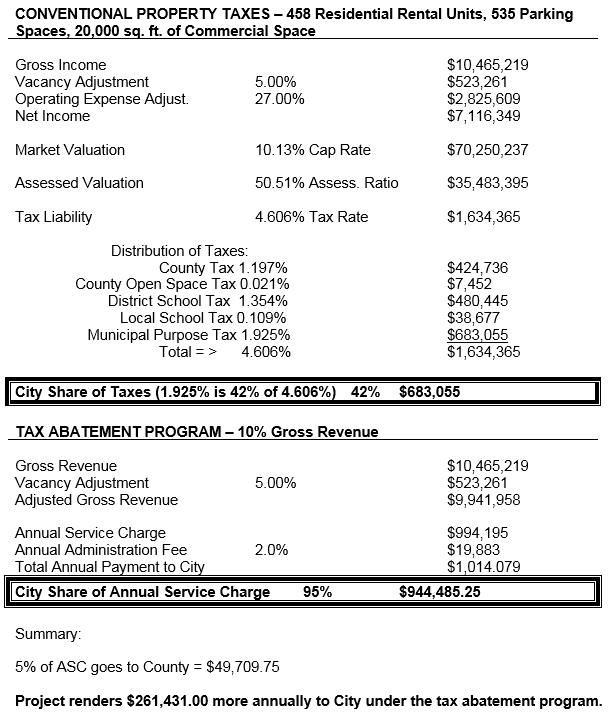 CONVENTIONAL PROPERTY TAXES – 458 Residential Rental Units, 535 Parking
Spaces, 20,000 sq. ft. of Commercial Space
Gross Income $10,465,219
Vacancy Adjustment 5.00% $523,261
Operating Expense Adjust. 27.00% $2,825,609
Net Income $7,116,349
Market Valuation 10.13% Cap Rate $70,250,237
Assessed Valuation 50.51% Assess. Ratio $35,483,395
Tax Liability 4.606% Tax Rate $1,634,365
Distribution of Taxes:
County Tax 1.197% $424,736
County Open Space Tax 0.021% $7,452
District School Tax 1.354% $480,445
Local School Tax 0.109% $38,677
Municipal Purpose Tax 1.925% $683,055
Total = > 4.606% $1,634,365
City Share of Taxes (1.925% is 42% of 4.606%) 42% $683,055
TAX ABATEMENT PROGRAM – 10% Gross Revenue
Gross Revenue $10,465,219
Vacancy Adjustment 5.00% $523,261
Adjusted Gross Revenue $9,941,958
Annual Service Charge $994,195
Annual Administration Fee 2.0% $19,883
Total Annual Payment to City $1,014.079
City Share of Annual Service Charge 95% $944,485.25
Summary:
5% of ASC goes to County = $49,709.75
Project renders $261,431.00 more annually to City under the tax abatement program.